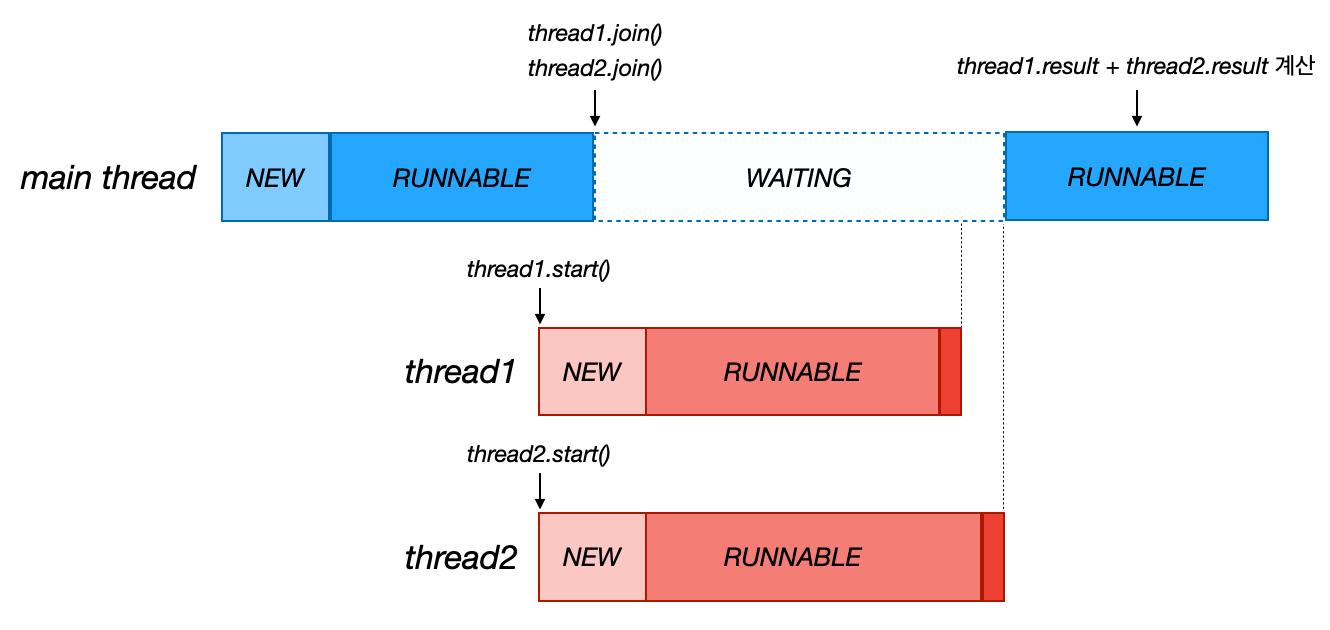 thread1.join()
thread2.join()
thread1.result + thread2.result 계산
main thread
NEW
RUNNABLE
WAITING
RUNNABLE
thread1.start()
thread1
NEW
RUNNABLE
thread2.start()
thread2
NEW
RUNNABLE